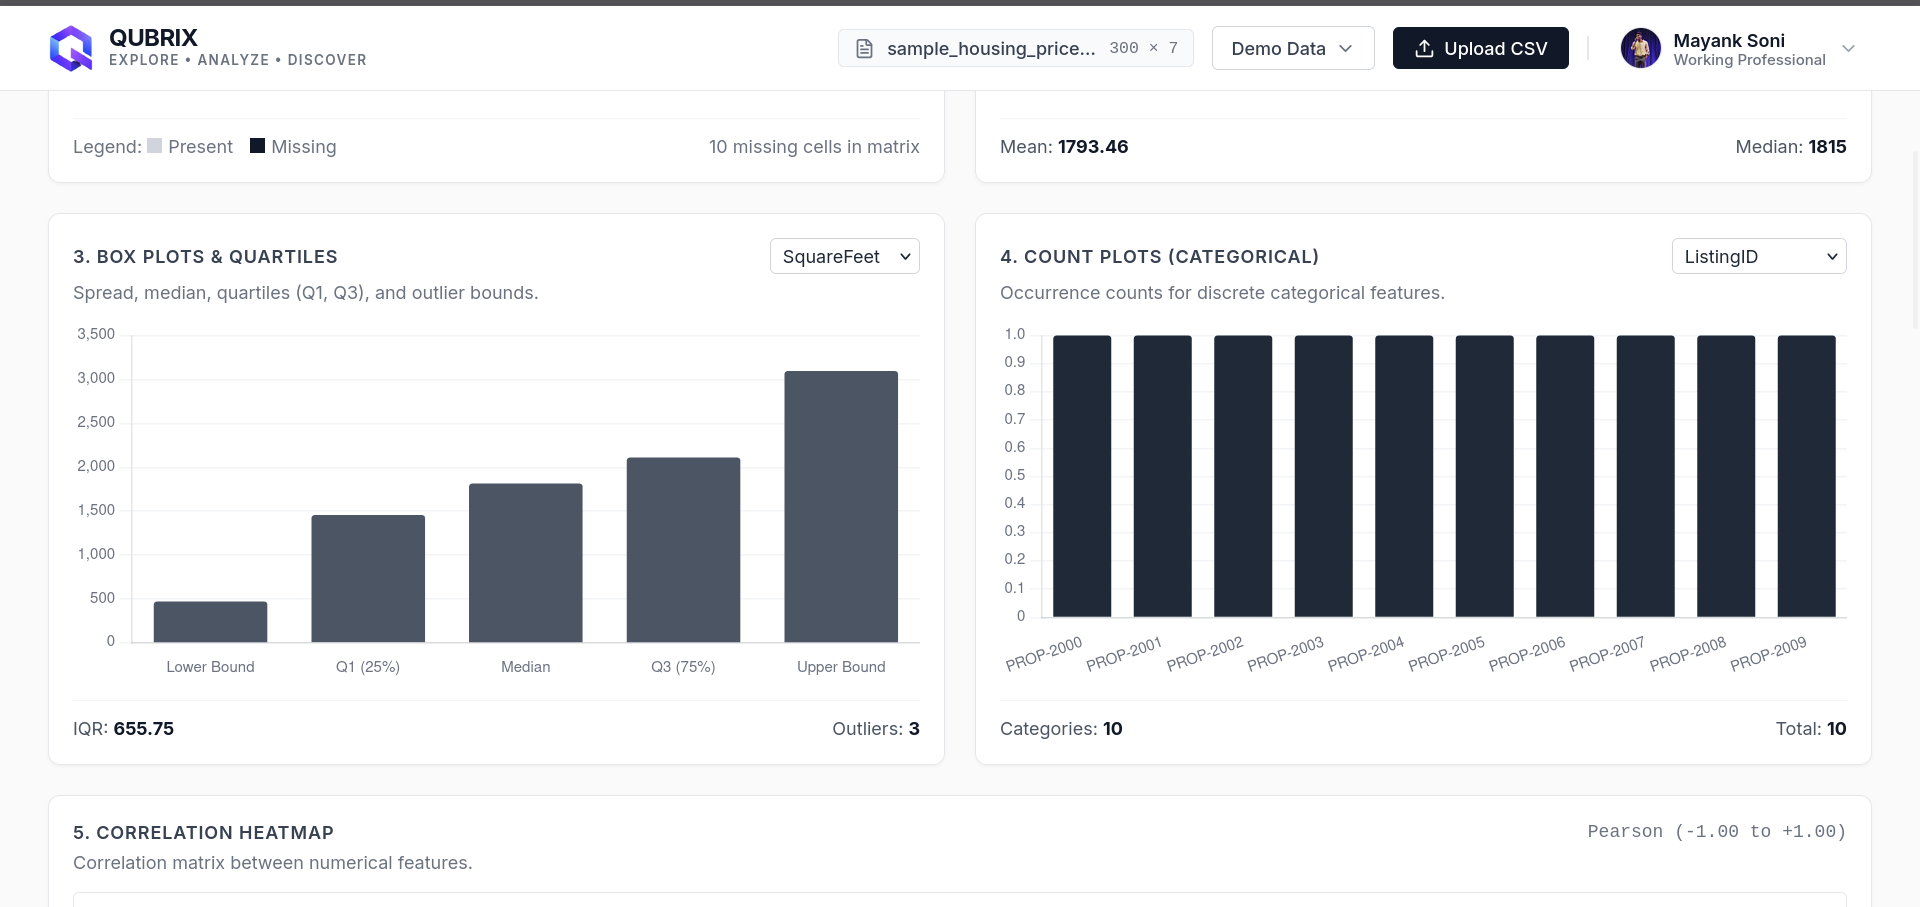 QUBRIX
EXPLORE • ANALYZE • DISCOVER
sample_housing_price... 300 × 7
Demo Data
Upload CSV
Mayank Soni
Working Professional
Legend: Present Missing
10 missing cells in matrix
Mean: 1793.46
Median: 1815
3. BOX PLOTS & QUARTILES
SquareFeet
Spread, median, quartiles (Q1, Q3), and outlier bounds.
3,500
3,000
2,500
2,000
1,500
1,000
500
0
Lower Bound
Q1 (25%)
Median
Q3 (75%)
Upper Bound
IQR: 655.75
Outliers: 3
4. COUNT PLOTS (CATEGORICAL)
ListingID
Occurrence counts for discrete categorical features.
1.0
0.9
0.8
0.7
0.6
0.5
0.4
0.3
0.2
0.1
0
PROP-2000
PROP-2001
PROP-2002
PROP-2003
PROP-2004
PROP-2005
PROP-2006
PROP-2007
PROP-2008
PROP-2009
Categories: 10
Total: 10
5. CORRELATION HEATMAP
Pearson (-1.00 to +1.00)
Correlation matrix between numerical features.